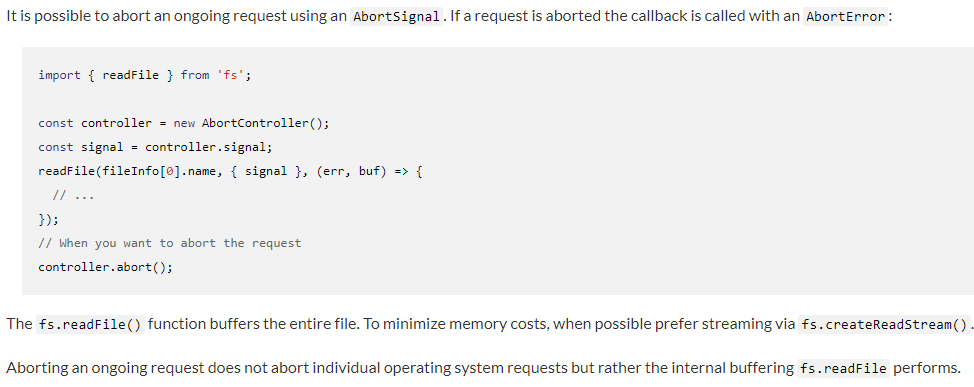 It is possible to abort an ongoing request using an AbortSignal. If a request is aborted the callback is called with an AbortError:
import { readFile } from 'fs';
const controller = new AbortController();
const signal = controller.signal;
readFile(fileInfo[0].name, { signal }, (err, buf) => {
  // ...
});
// When you want to abort the request
controller.abort();
The fs.readFile() function buffers the entire file. To minimize memory costs, when possible prefer streaming via fs.createReadStream().
Aborting an ongoing request does not abort individual operating system requests but rather the internal buffering fs.readFile performs.